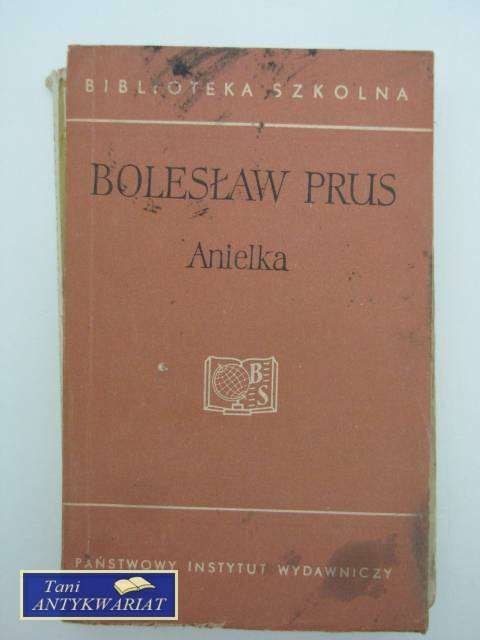 BIBLIOTEKA SZKOLNA
BOLESŁAW PRUS
Anielka
B
S
PAŃSTWOWY INSTYTUT WYDAWNICZY
Tani
ANTYKWARIAT